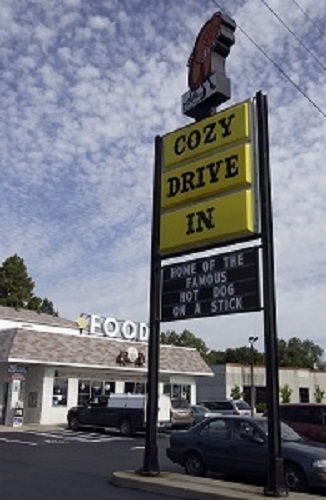 COZY
DRIVE
IN
HOME OF THE
FAMOUS
HOT DOG
ON A STICK
FOOD